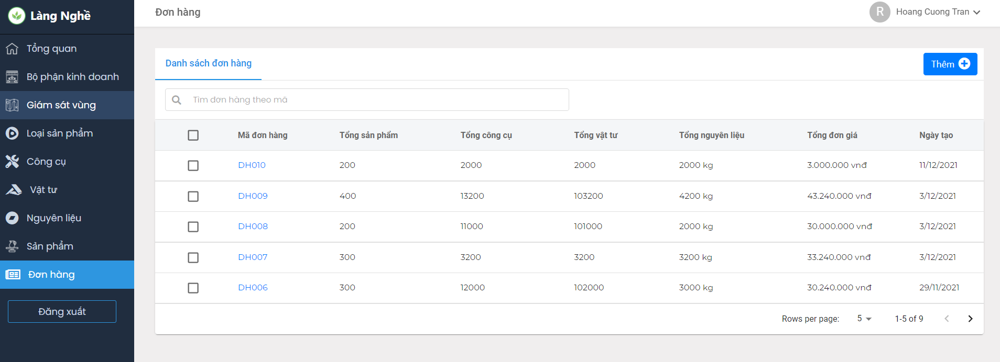 Làng Nghề
Tổng quan
Bộ phận kinh doanh
Giám sát vùng
Loại sản phẩm
Công cụ
Vật tư
Nguyên liệu
Sản phẩm
Đơn hàng
Đăng xuất
Đơn hàng
R Hoang Cuong Tran
Danh sách đơn hàng
Thêm
Tìm đơn hàng theo mã
Mã đơn hàng Tổng sản phẩm Tổng công cụ Tổng vật tư Tổng nguyên liệu Tổng đơn giá Ngày tạo
DH010 200 2000 2000 2000 kg 3.000.000 vnđ 11/12/2021
DH009 400 13200 103200 4200 kg 43.240.000 vnđ 3/12/2021
DH008 200 11000 101000 2000 kg 30.000.000 vnđ 3/12/2021
DH007 300 3200 3200 3200 kg 33.240.000 vnđ 3/12/2021
DH006 300 12000 102000 3000 kg 30.240.000 vnđ 29/11/2021
Rows per page: 5 1-5 of 9